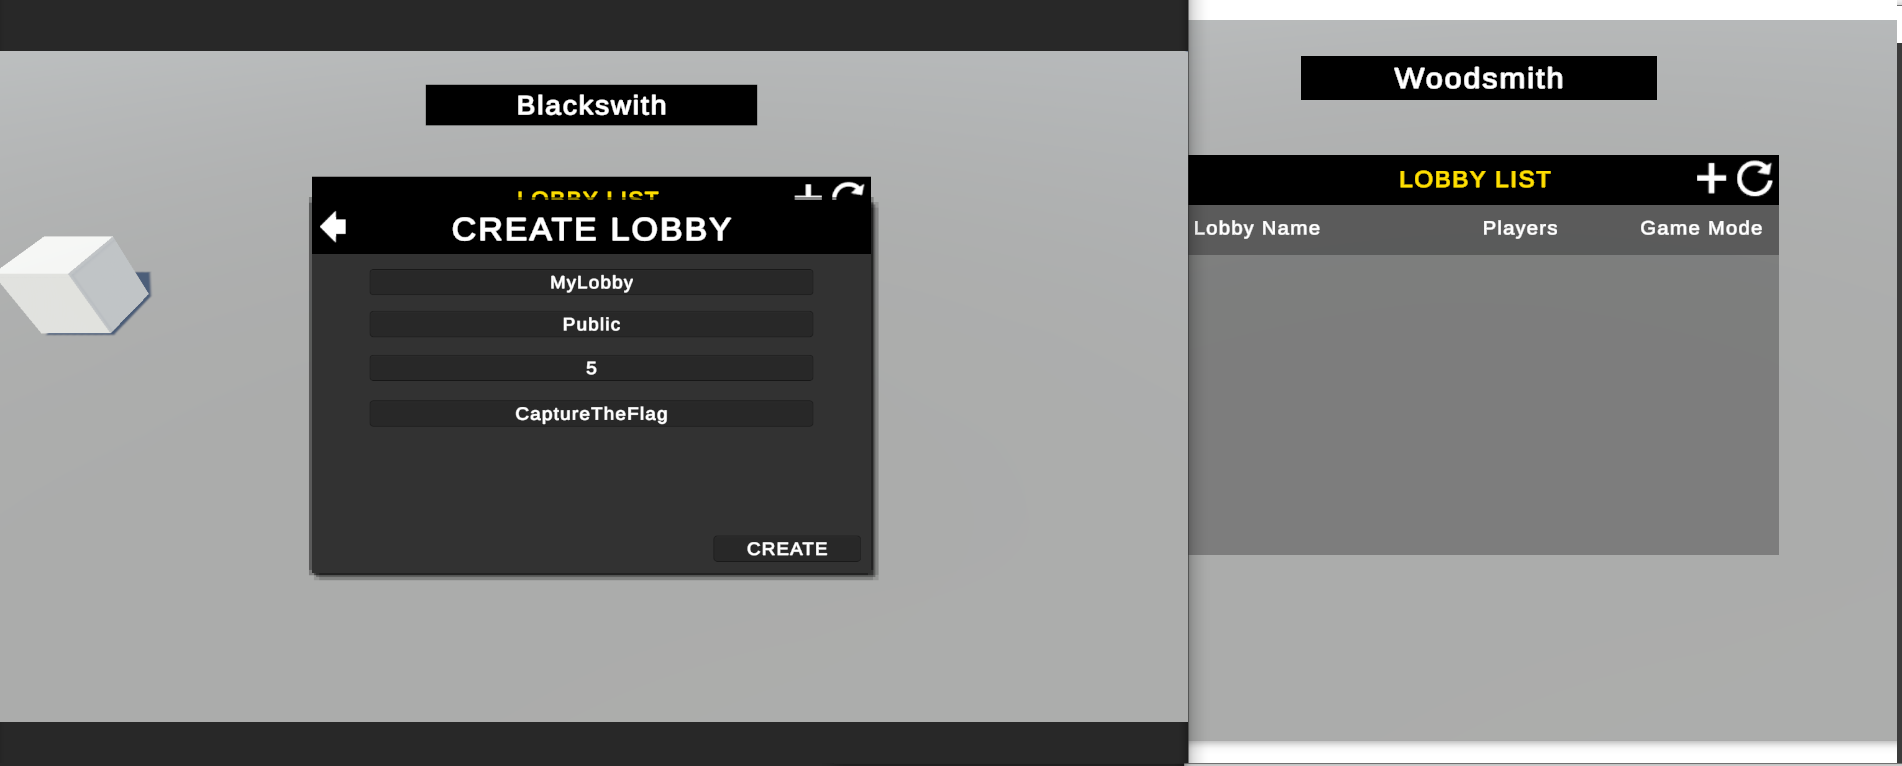 Blackswith
LOBBY LIST
CREATE LOBBY
MyLobby
Public
5
CaptureTheFlag
CREATE
Woodsmith
LOBBY LIST
Lobby Name Players Game Mode